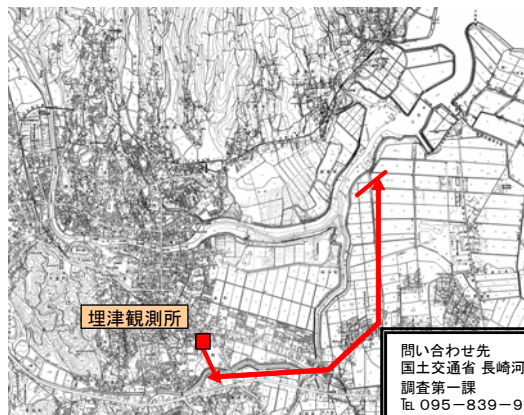 埋津観測所
問い合わせ先
国土交通省 長崎河
調査第一課
℡ 095－839－9